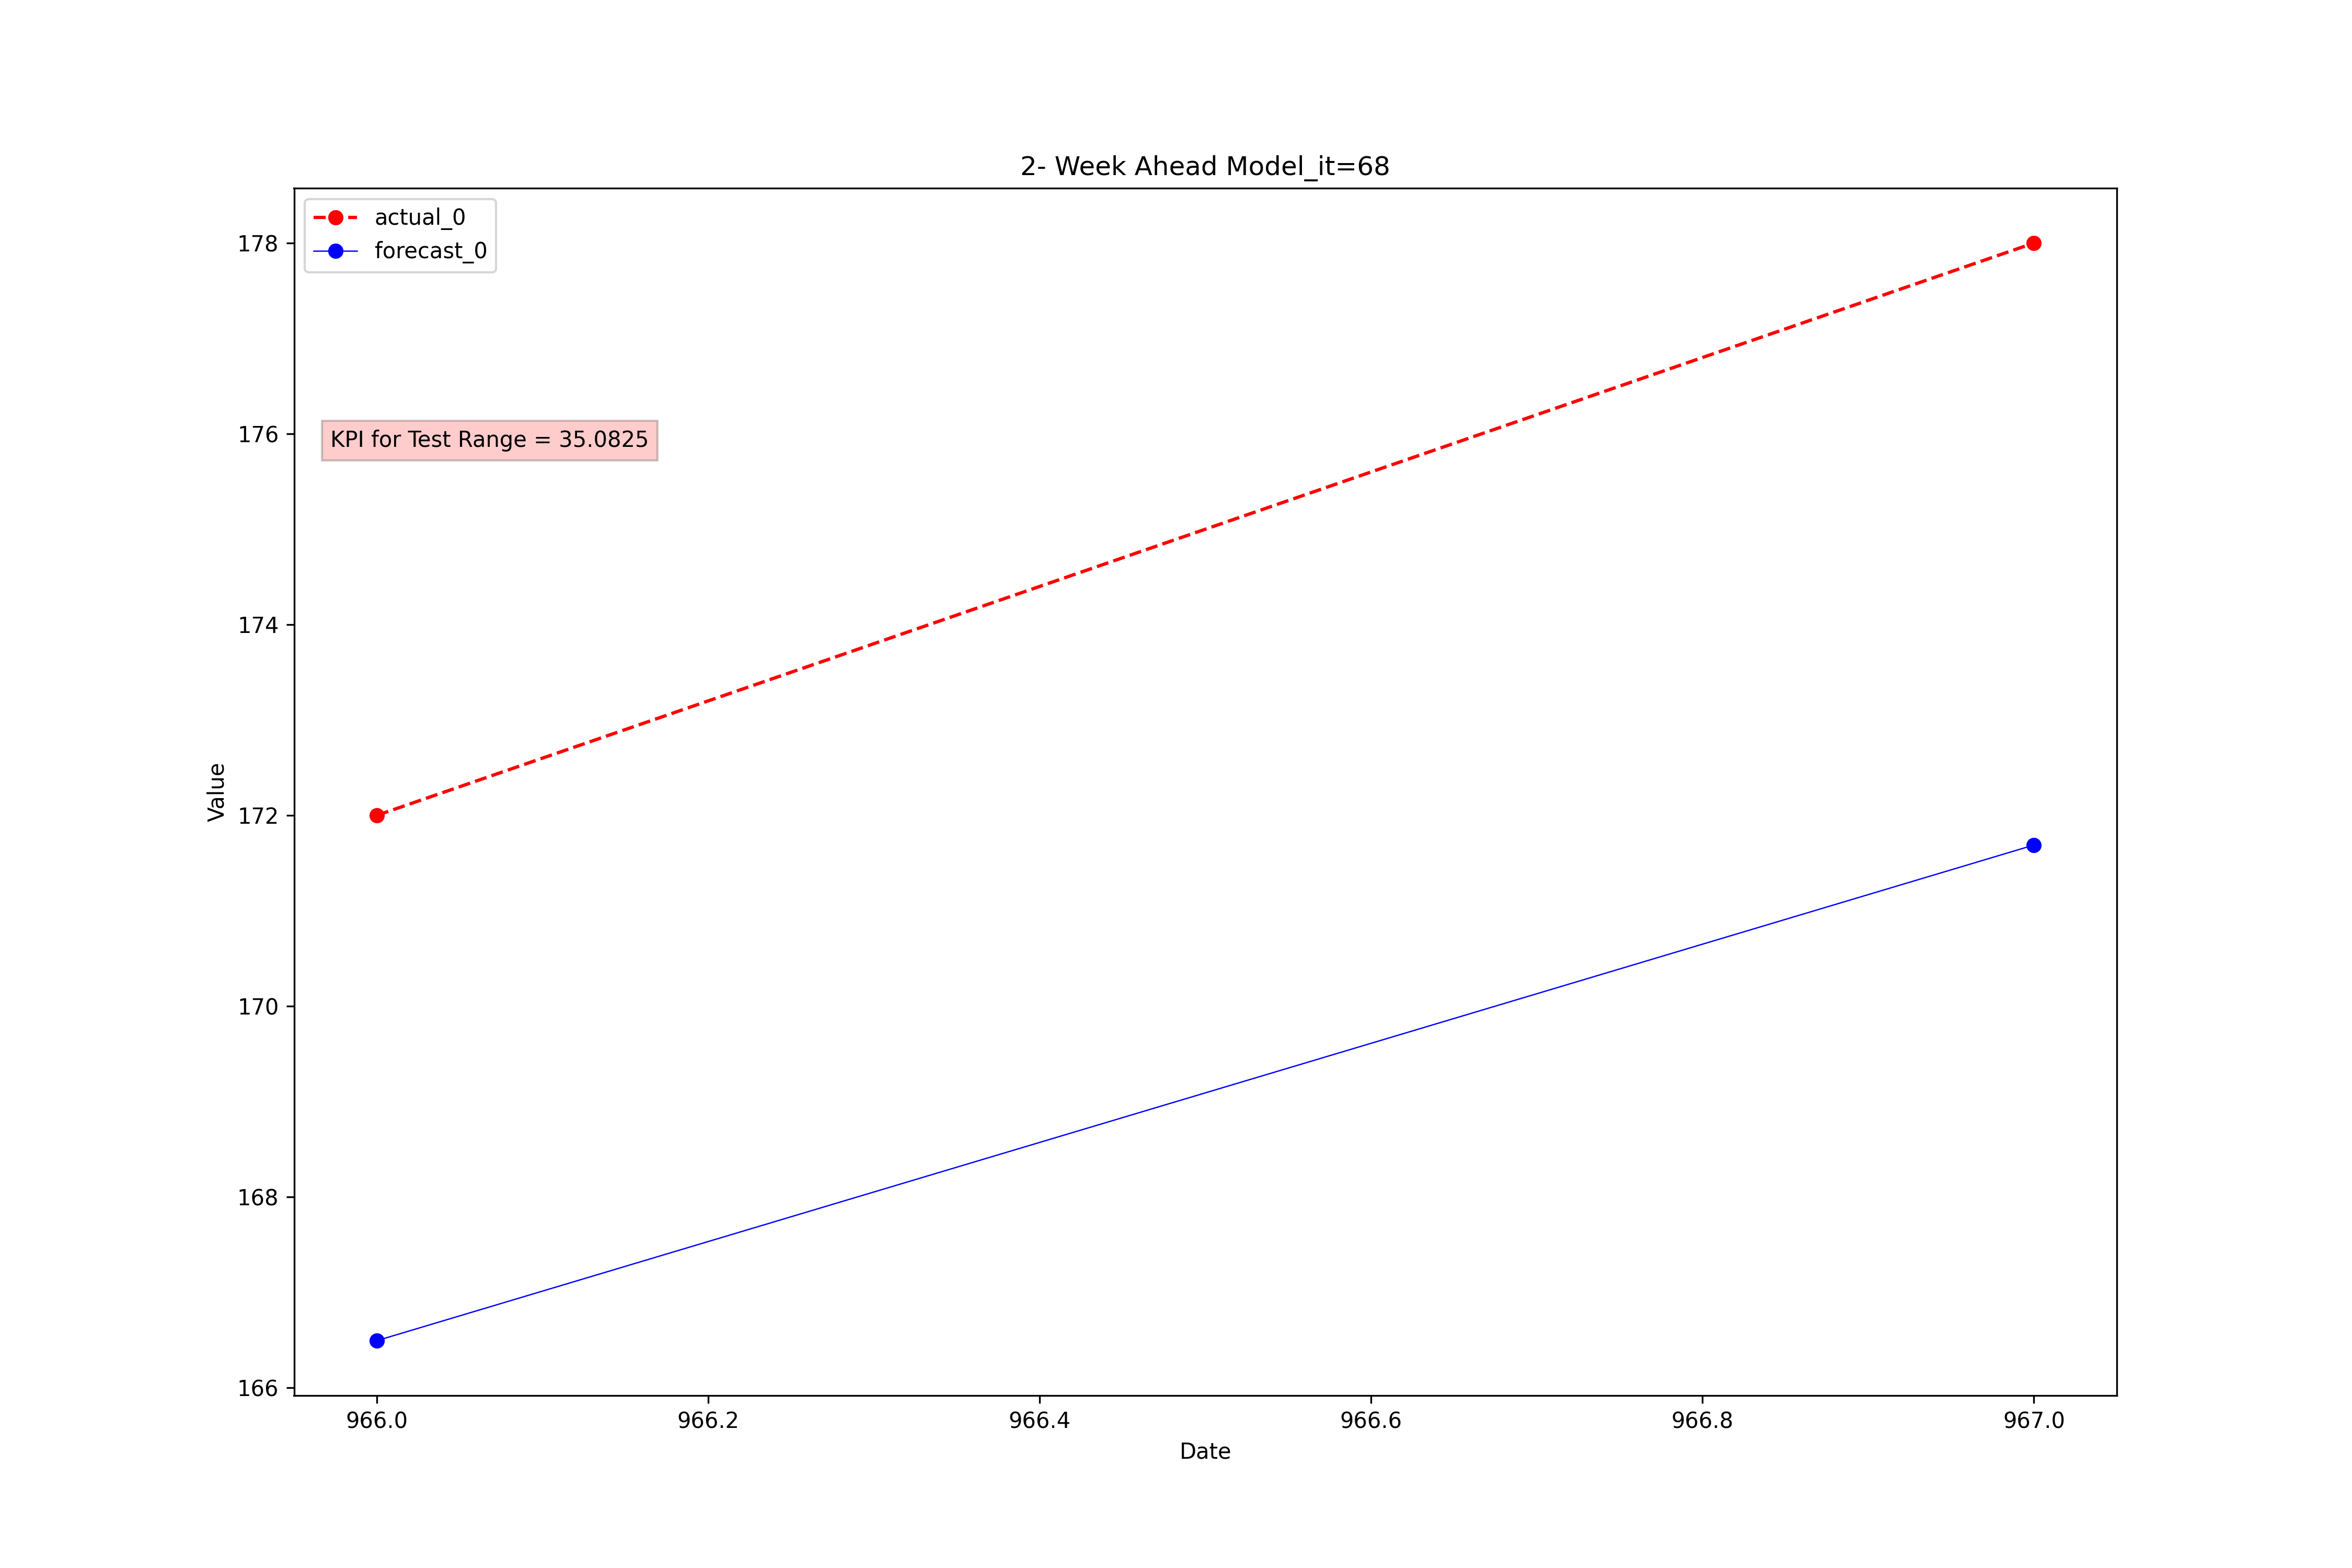 2- Week Ahead Model_it=68
actual_0
forecast_0
KPI for Test Range = 35.0825
178
176
174
172
170
168
166
Value
966.0 966.2 966.4 966.6 966.8 967.0
Date